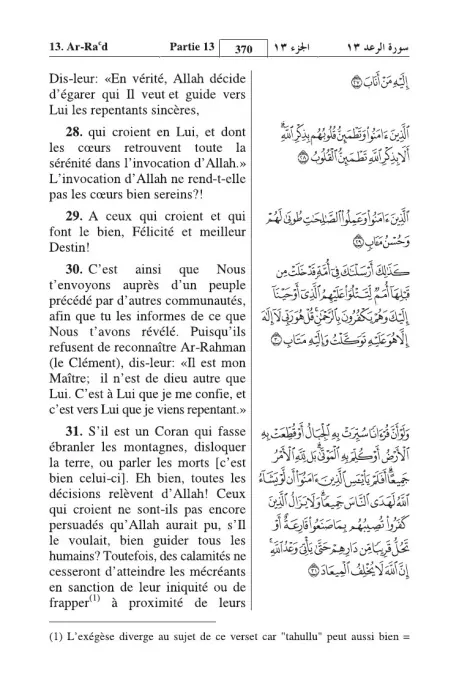 13. Ar-Raᶜd Partie 13 370 الجزء ١٣ سورة الرعد ١٣
Dis-leur: «En vérité, Allah décide
d'égarer qui Il veut et guide vers
Lui les repentants sincères,
28. qui croient en Lui, et dont
les cœurs retrouvent toute la
sérénité dans l'invocation d'Allah.»
L'invocation d'Allah ne rend-t-elle
pas les cœurs bien sereins?!
29. A ceux qui croient et qui
font le bien, Félicité et meilleur
Destin!
30. C'est ainsi que Nous
t'envoyons auprès d'un peuple
précédé par d'autres communautés,
afin que tu les informes de ce que
Nous t'avons révélé. Puisqu'ils
refusent de reconnaître Ar-Rahman
(le Clément), dis-leur: «Il est mon
Maître; il n'est de dieu autre que
Lui. C'est à Lui que je me confie, et
c'est vers Lui que je viens repentant.»
31. S'il est un Coran qui fasse
ébranler les montagnes, disloquer
la terre, ou parler les morts [c'est
bien celui-ci]. Eh bien, toutes les
décisions relèvent d'Allah! Ceux
qui croient ne sont-ils pas encore
persuadés qu'Allah aurait pu, s'Il
le voulait, bien guider tous les
humains? Toutefois, des calamités ne
cesseront d'atteindre les mécréants
en sanction de leur iniquité ou de
frapper(1) à proximité de leurs
إِلَيْهِ مَنْ أَنَابَ ٢٧
ٱلَّذِينَ ءَامَنُوا۟ وَتَطْمَئِنُّ قُلُوبُهُم بِذِكْرِ ٱللَّهِ ۗ
أَلَا بِذِكْرِ ٱللَّهِ تَطْمَئِنُّ ٱلْقُلُوبُ ٢٨
ٱلَّذِينَ ءَامَنُوا۟ وَعَمِلُوا۟ ٱلصَّٰلِحَٰتِ طُوبَىٰ لَهُمْ
وَحُسْنُ مَـَٔابٍ ٢٩
كَذَٰلِكَ أَرْسَلْنَٰكَ فِىٓ أُمَّةٍ قَدْ خَلَتْ مِن
قَبْلِهَآ أُمَمٌ لِّتَتْلُوَا۟ عَلَيْهِمُ ٱلَّذِىٓ أَوْحَيْنَآ
إِلَيْكَ وَهُمْ يَكْفُرُونَ بِٱلرَّحْمَٰنِ ۚ قُلْ هُوَ رَبِّى لَآ إِلَٰهَ
إِلَّا هُوَ عَلَيْهِ تَوَكَّلْتُ وَإِلَيْهِ مَتَابِ ٣٠
وَلَوْ أَنَّ قُرْءَانًا سُيِّرَتْ بِهِ ٱلْجِبَالُ أَوْ قُطِّعَتْ بِهِ
ٱلْأَرْضُ أَوْ كُلِّمَ بِهِ ٱلْمَوْتَىٰ ۗ بَل لِّلَّهِ ٱلْأَمْرُ
جَمِيعًا ۗ أَفَلَمْ يَا۟يْـَٔسِ ٱلَّذِينَ ءَامَنُوٓا۟ أَن لَّوْ يَشَآءُ
ٱللَّهُ لَهَدَى ٱلنَّاسَ جَمِيعًا ۗ وَلَا يَزَالُ ٱلَّذِينَ
كَفَرُوا۟ تُصِيبُهُم بِمَا صَنَعُوا۟ قَارِعَةٌ أَوْ
تَحُلُّ قَرِيبًا مِّن دَارِهِمْ حَتَّىٰ يَأْتِىَ وَعْدُ ٱللَّهِ ۚ
إِنَّ ٱللَّهَ لَا يُخْلِفُ ٱلْمِيعَادَ ٣١
(1) L'exégèse diverge au sujet de ce verset car "tahullu" peut aussi bien =